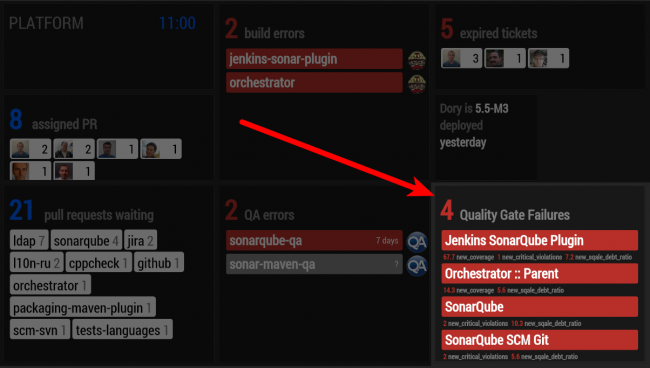 PLATFORM 11:00
8 assigned PR
2 2 1 1
1 1
21 pull requests waiting
ldap 7 sonarqube 4 jira 2
l10n-ru 2 cppcheck 1 github 1
orchestrator 1
packaging-maven-plugin 1
scm-svn 1 tests-languages 1
2 build errors
jenkins-sonar-plugin
orchestrator
2 QA errors
sonarqube-qa 7 days
QA
sonar-maven-qa ?
QA
5 expired tickets
3 1 1
Dory is 5.5-M3
deployed
yesterday
4 Quality Gate Failures
Jenkins SonarQube Plugin
67.7 new_coverage 1 new_critical_violations 7.2 new_sqale_debt_ratio
Orchestrator :: Parent
14.3 new_coverage 5.6 new_sqale_debt_ratio
SonarQube
2 new_critical_violations 10.3 new_sqale_debt_ratio
SonarQube SCM Git
2 new_critical_violations 5.6 new_sqale_debt_ratio